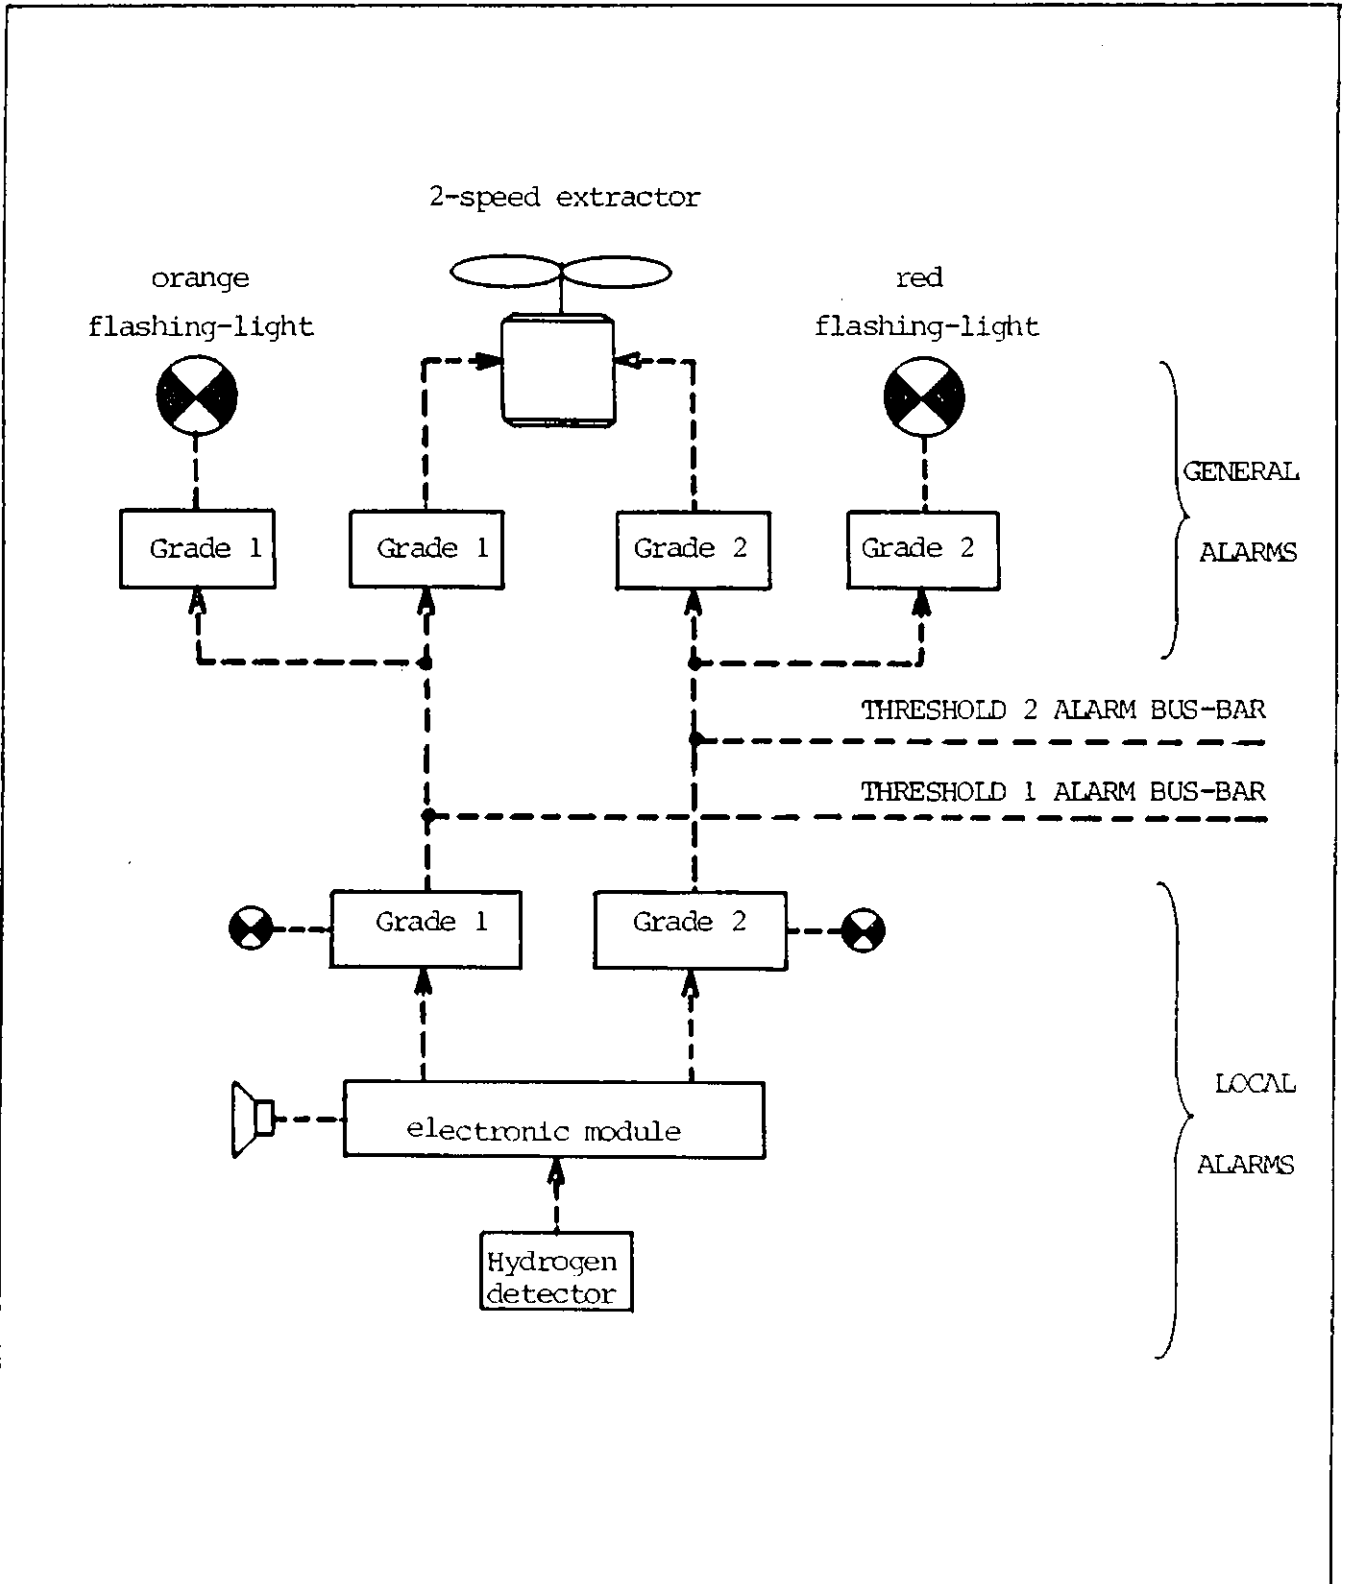 2-speed extractor
orange
flashing-light
red
flashing-light
GENERAL
ALARMS
Grade 1
Grade 1
Grade 2
Grade 2
THRESHOLD 2 ALARM BUS-BAR
THRESHOLD 1 ALARM BUS-BAR
Grade 1
Grade 2
LOCAL
ALARMS
electronic module
Hydrogen
detector